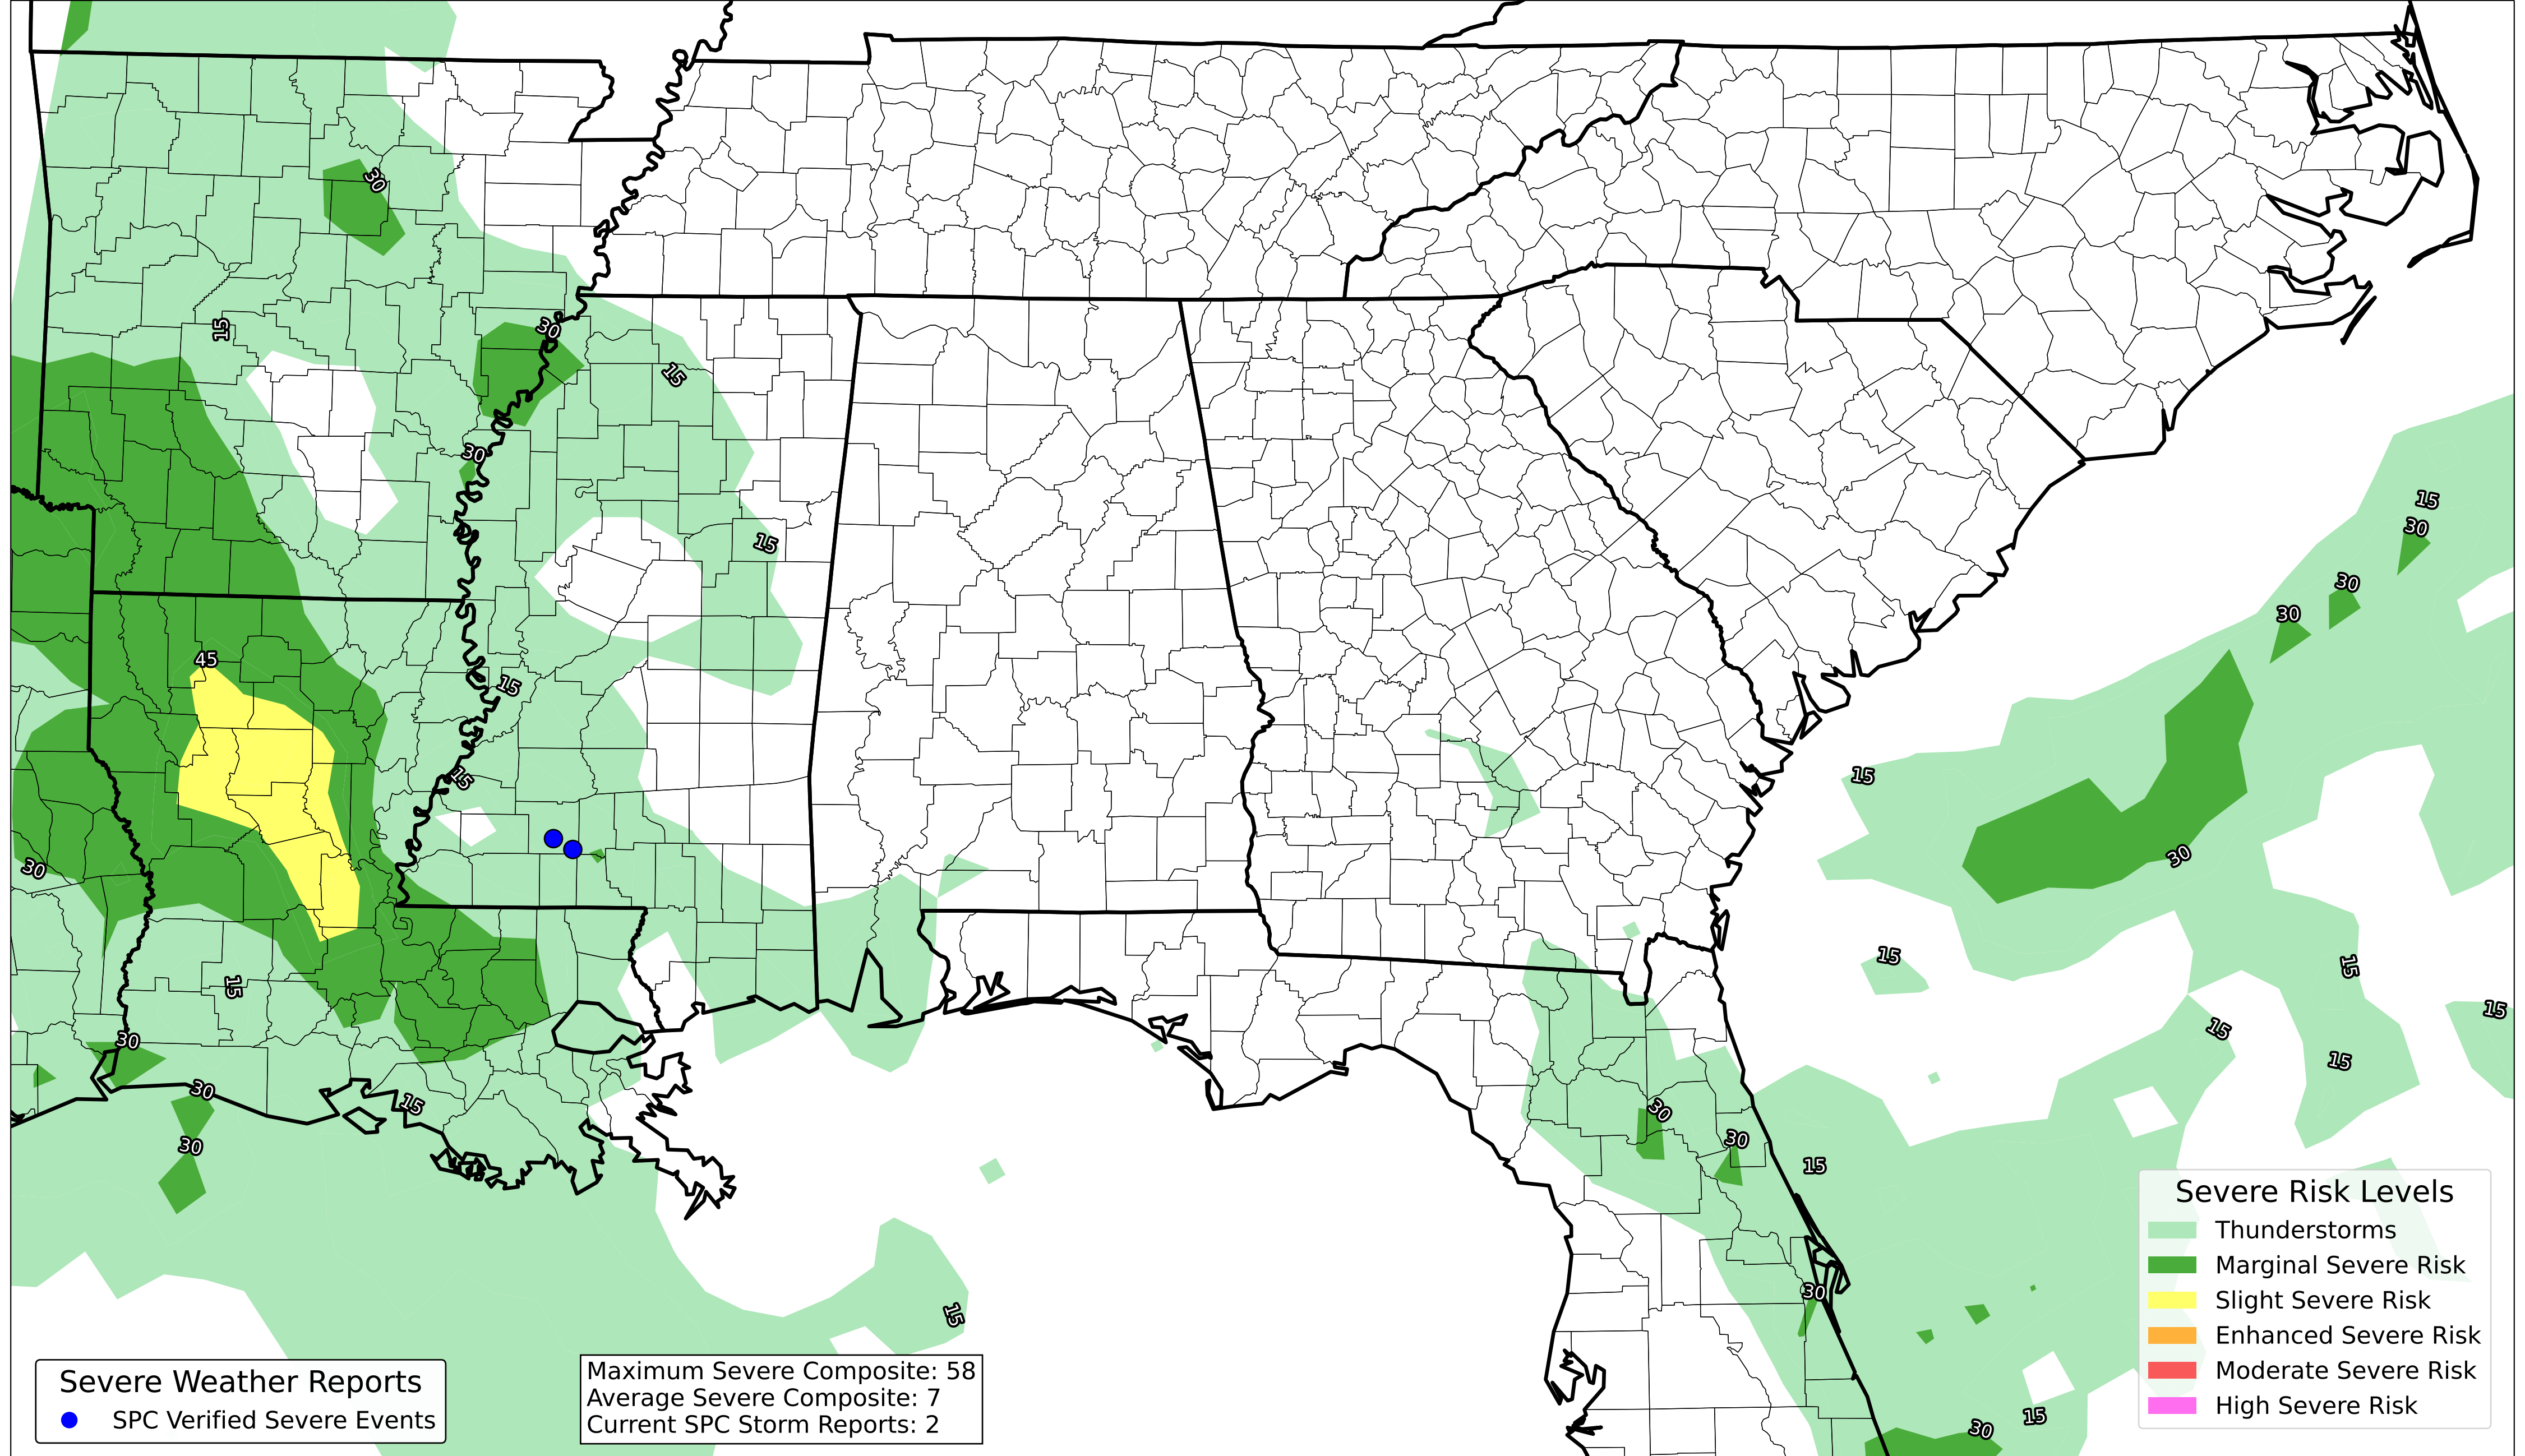 30
15
30
15
30
15
15
30
15
30
45
30
15
15
15
30
30
15
15
15
15
30
30
15
15
15
30
15
30
30
15
30
15
30
15
Severe Risk Levels
Thunderstorms
Marginal Severe Risk
Slight Severe Risk
Enhanced Severe Risk
Moderate Severe Risk
High Severe Risk
Severe Weather Reports
SPC Verified Severe Events
Maximum Severe Composite: 58
Average Severe Composite: 7
Current SPC Storm Reports: 2